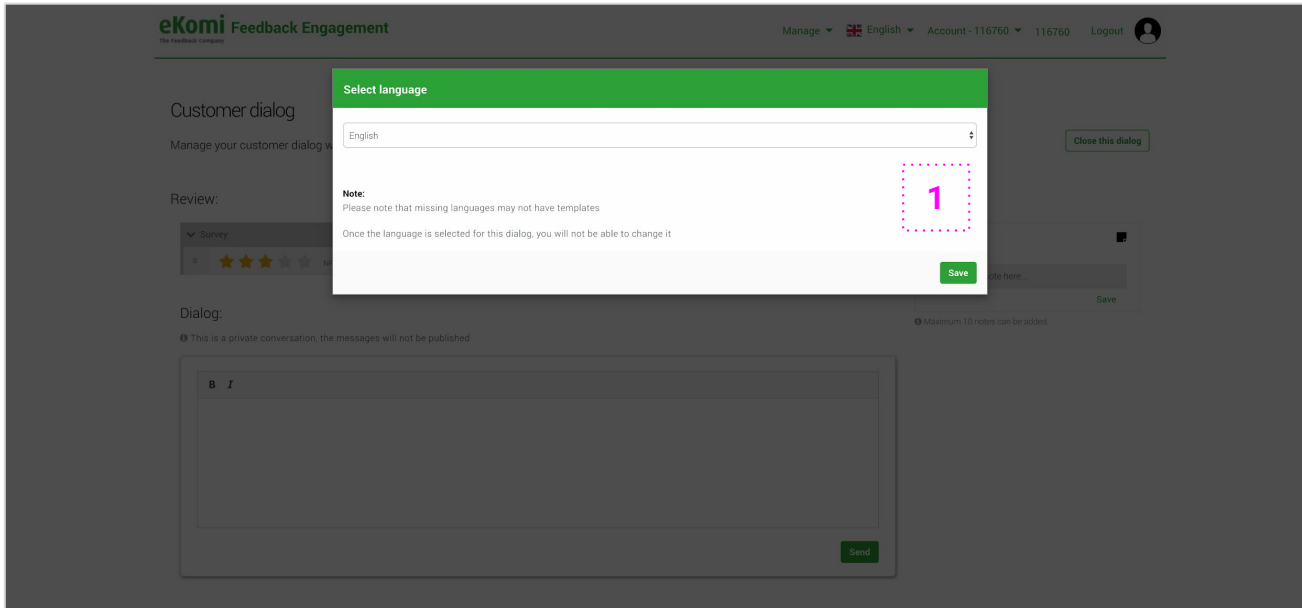 eKomi Feedback Engagement
The Feedback Company
Manage English Account - 116760 116760 Logout
Select language
English
Customer dialog
Manage your customer dialog w
Close this dialog
Note:
Please note that missing languages may not have templates
Once the language is selected for this dialog, you will not be able to change it
1
Save
Review:
Survey
ote here...
Save
Maximum 10 notes can be added
Dialog:
This is a private conversation, the messages will not be published
B I
Send